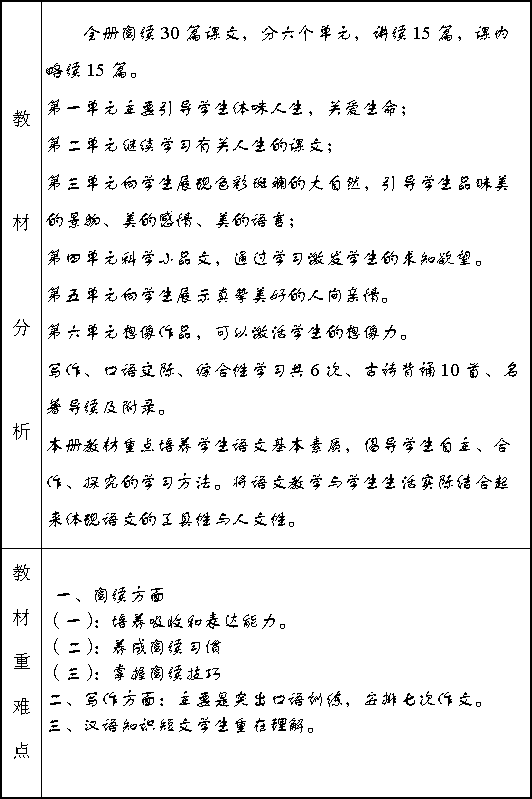 教材分析
全册阅读30篇课文，分六个单元，讲读15篇，课内
略读15篇。
第一单元主要引导学生体味人生，关爱生命；
第二单元继续学习有关人生的课文；
第三单元向学生展现色彩斑斓的大自然，引导学生品味美
的景物、美的感情、美的语言；
第四单元科学小品文，通过学习激发学生的求知欲望。
第五单元向学生展示真挚美好的人间亲情。
第六单元想像作品，可以激活学生的想像力。
写作、口语交际、综合性学习共6次、古诗背诵10首、名
著导读及附录。
本册教材重点培养学生语文基本素质，倡导学生自主、合
作、探究的学习方法。将语文教学与学生生活实际结合起
来体现语文的工具性与人文性。
教材重难点
一、阅读方面
（一）：培养吸收和表达能力。
（二）：养成阅读习惯
（三）：掌握阅读技巧
二、写作方面：主要是突出口语训练，安排七次作文。
三、汉语知识短文学生重在理解。